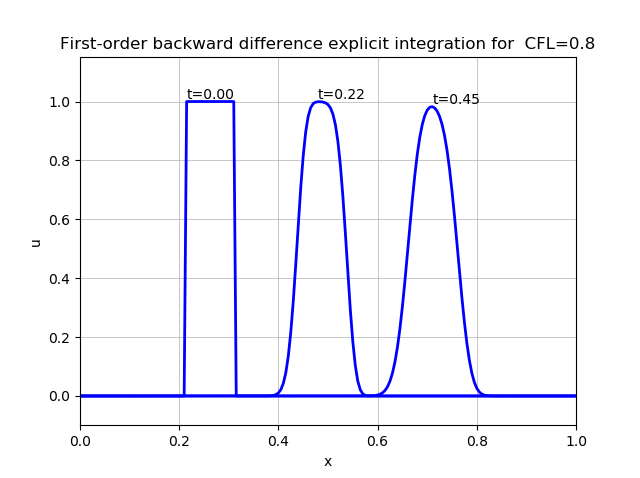 First-order backward difference explicit integration for  CFL=0.8
t=0.00
t=0.22
t=0.45
1.0
0.8
0.6
0.4
0.2
0.0
u
0.0
0.2
0.4
0.6
0.8
1.0
x